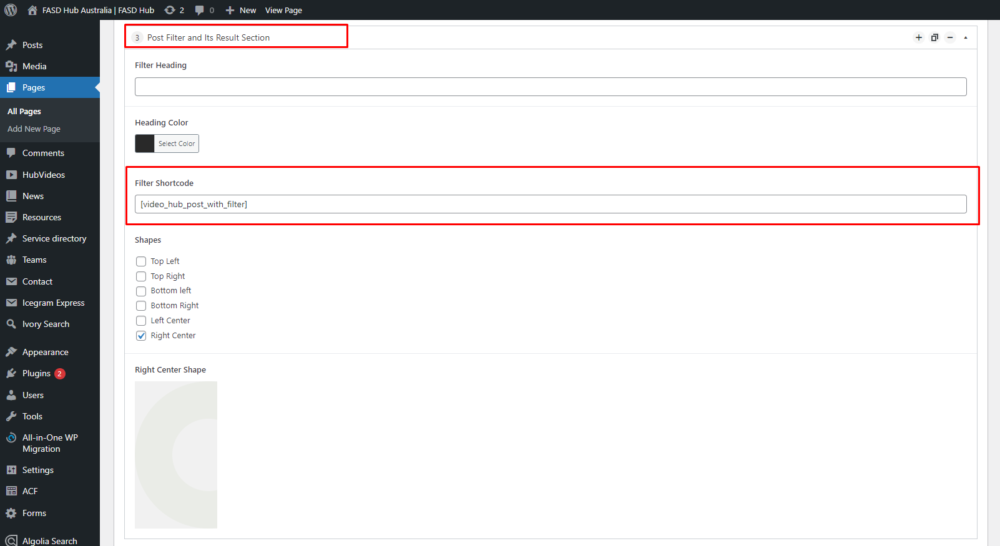 FASD Hub Australia | FASD Hub 2 0 New View Page
Posts
Media
Pages
All Pages
Add New Page
Comments
HubVideos
News
Resources
Service directory
Teams
Contact
Icegram Express
Ivory Search
Appearance
Plugins 2
Users
Tools
All-in-One WP
Migration
Settings
ACF
Forms
Algolia Search
3 Post Filter and Its Result Section
Filter Heading
Heading Color
Select Color
Filter Shortcode
[video_hub_post_with_filter]
Shapes
Top Left
Top Right
Bottom left
Bottom Right
Left Center
Right Center
Right Center Shape